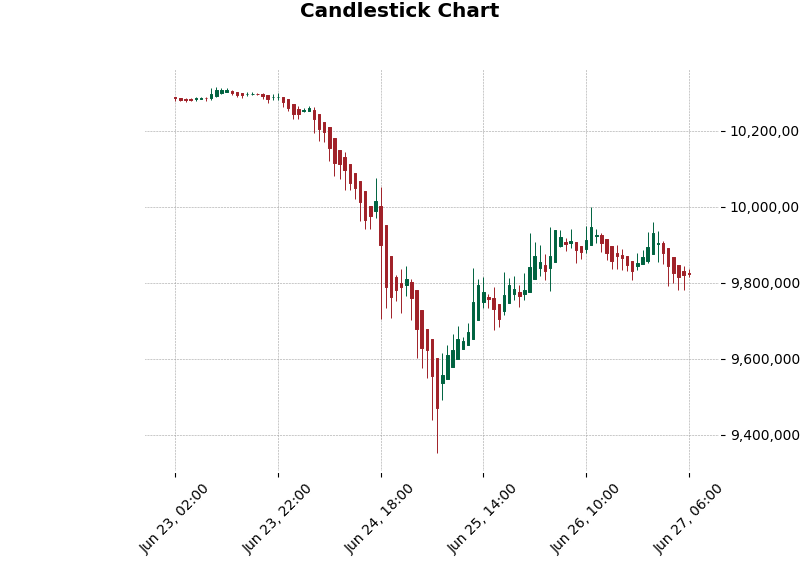 Candlestick Chart
10,200,00
10,000,00
9,800,000
9,600,000
9,400,000
Jun 23, 02:00
Jun 23, 22:00
Jun 24, 18:00
Jun 25, 14:00
Jun 26, 10:00
Jun 27, 06:00